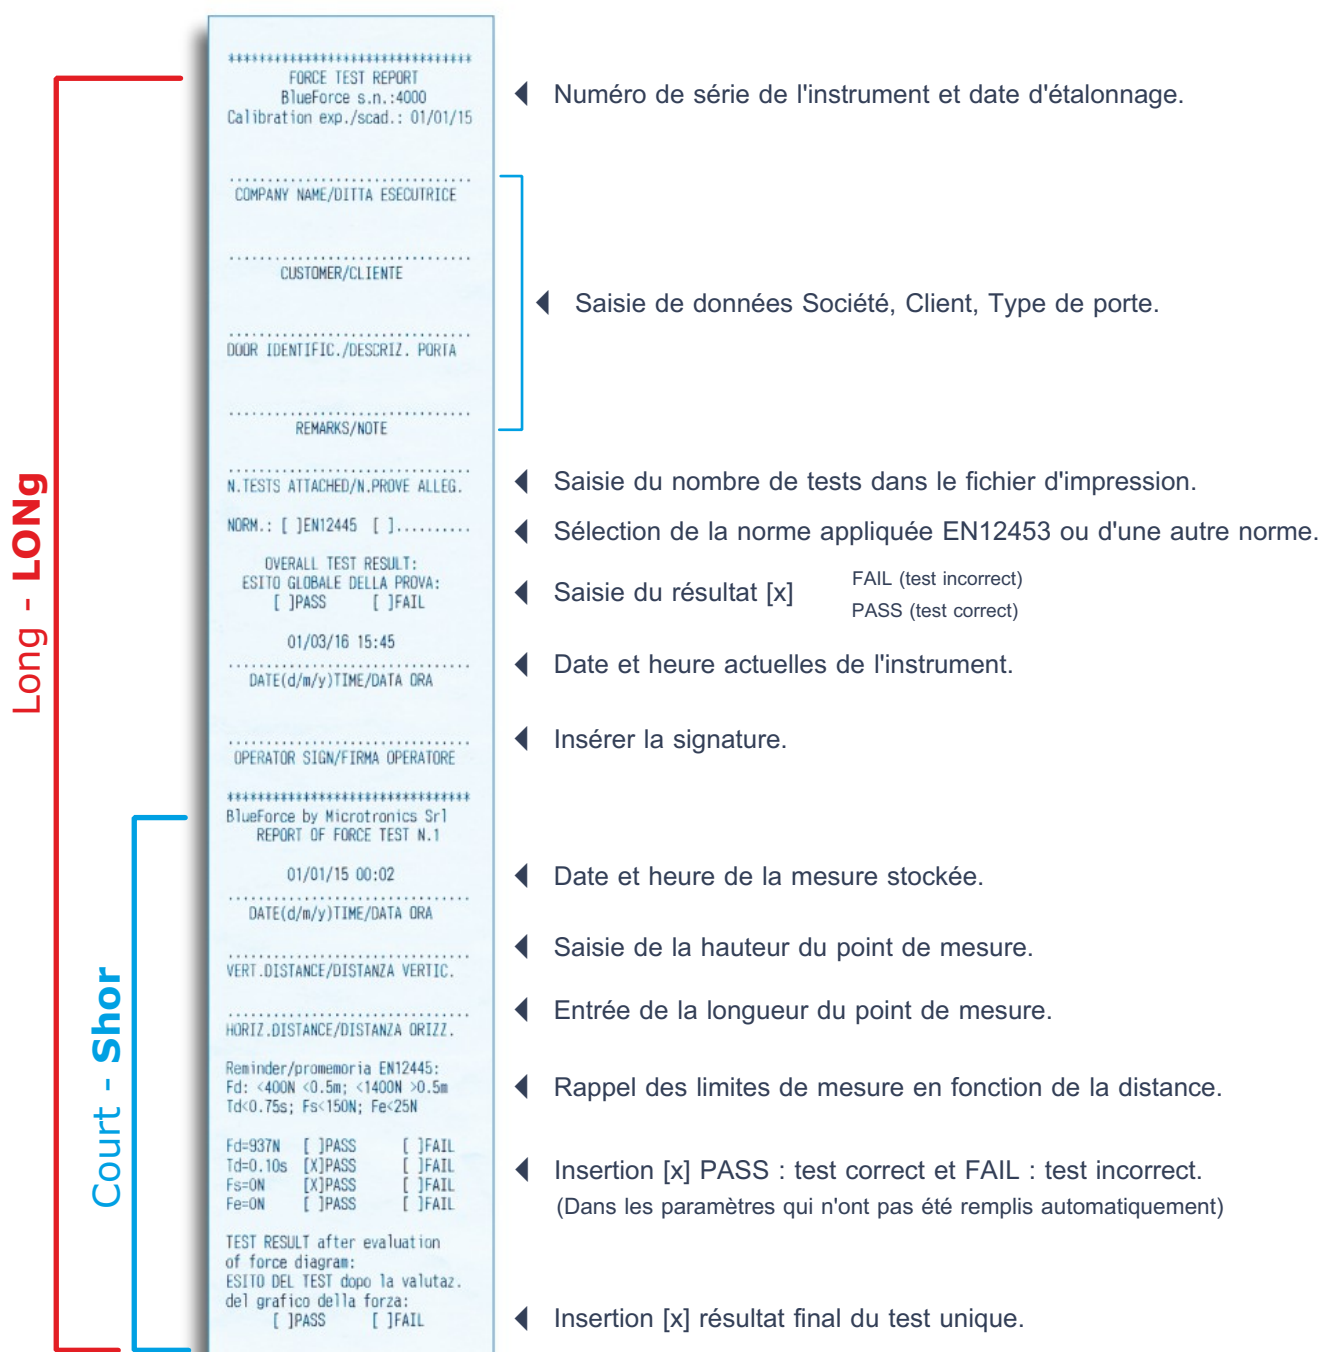 *********************************
FORCE TEST REPORT
BlueForce s.n.:4000
Calibration exp./scad.: 01/01/15
Numéro de série de l'instrument et date d'étalonnage.
................................
COMPANY NAME/DITTA ESECUTRICE
................................
CUSTOMER/CLIENTE
Saisie de données Société, Client, Type de porte.
................................
DOOR IDENTIFIC./DESCRIZ. PORTA
................................
REMARKS/NOTE
................................
N.TESTS ATTACHED/N.PROVE ALLEG.
Saisie du nombre de tests dans le fichier d'impression.
NORM.: [ ]EN12445 [ ]..........
Sélection de la norme appliquée EN12453 ou d'une autre norme.
OVERALL TEST RESULT:
ESITO GLOBALE DELLA PROVA:
[ ]PASS [ ]FAIL
Saisie du résultat [x]
FAIL (test incorrect)
PASS (test correct)
01/03/16 15:45
................................
DATE(d/m/y)TIME/DATA ORA
Date et heure actuelles de l'instrument.
................................
OPERATOR SIGN/FIRMA OPERATORE
Insérer la signature.
*********************************
BlueForce by Microtronics Srl
REPORT OF FORCE TEST N.1
01/01/15 00:02
................................
DATE(d/m/y)TIME/DATA ORA
Date et heure de la mesure stockée.
................................
VERT.DISTANCE/DISTANZA VERTIC.
Saisie de la hauteur du point de mesure.
................................
HORIZ.DISTANCE/DISTANZA ORIZZ.
Entrée de la longueur du point de mesure.
Reminder/promemoria EN12445:
Fd: <400N <0.5m; <1400N >0.5m
Td<0.75s; Fs<150N; Fe<25N
Rappel des limites de mesure en fonction de la distance.
Fd=937N [ ]PASS [ ]FAIL
Td=0.10s [X]PASS [ ]FAIL
Fs=0N [X]PASS [ ]FAIL
Fe=0N [ ]PASS [ ]FAIL
Insertion [x] PASS : test correct et FAIL : test incorrect.
(Dans les paramètres qui n'ont pas été remplis automatiquement)
TEST RESULT after evaluation
of force diagram:
ESITO DEL TEST dopo la valutaz.
del grafico della forza:
[ ]PASS [ ]FAIL
Insertion [x] résultat final du test unique.
Long - LONg
Court - Shor